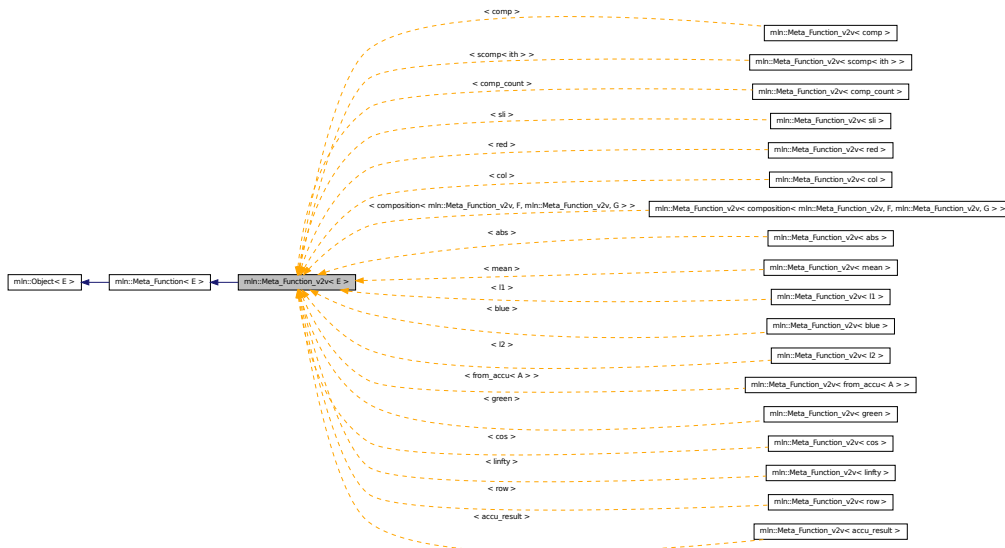 < comp >
mln::Meta_Function_v2v< comp >
< scomp< ith > >
mln::Meta_Function_v2v< scomp< ith > >
< comp_count >
mln::Meta_Function_v2v< comp_count >
< sli >
mln::Meta_Function_v2v< sli >
< red >
mln::Meta_Function_v2v< red >
< col >
mln::Meta_Function_v2v< col >
< composition< mln::Meta_Function_v2v, F, mln::Meta_Function_v2v, G > >
mln::Meta_Function_v2v< composition< mln::Meta_Function_v2v, F, mln::Meta_Function_v2v, G > >
< abs >
mln::Meta_Function_v2v< abs >
< mean >
mln::Meta_Function_v2v< mean >
mln::Object< E >
mln::Meta_Function< E >
mln::Meta_Function_v2v< E >
< l1 >
mln::Meta_Function_v2v< l1 >
< blue >
mln::Meta_Function_v2v< blue >
< l2 >
mln::Meta_Function_v2v< l2 >
< from_accu< A > >
mln::Meta_Function_v2v< from_accu< A > >
< green >
mln::Meta_Function_v2v< green >
< cos >
mln::Meta_Function_v2v< cos >
< linfty >
mln::Meta_Function_v2v< linfty >
< row >
mln::Meta_Function_v2v< row >
< accu_result >
mln::Meta_Function_v2v< accu_result >